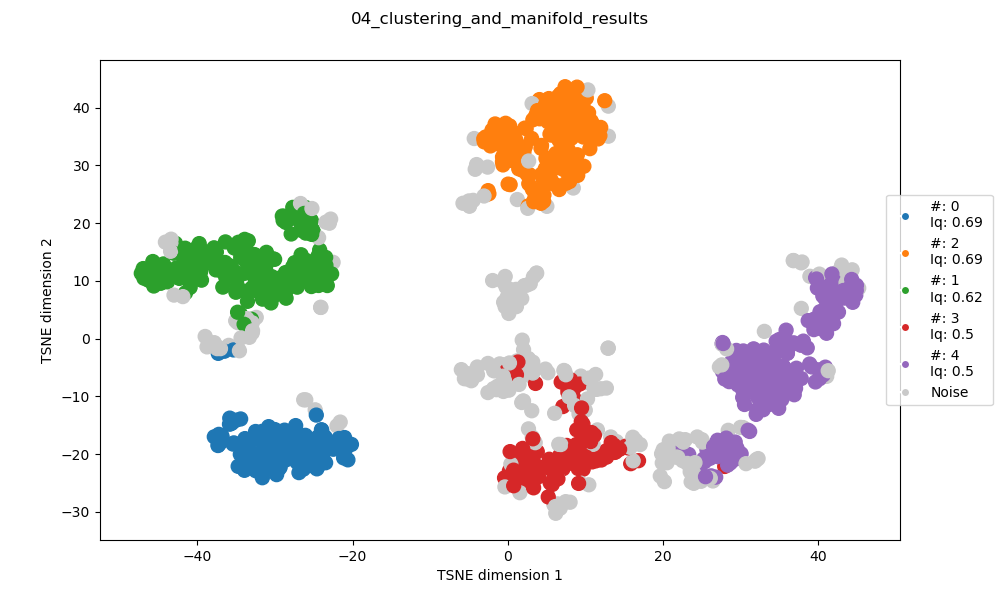 04_clustering_and_manifold_results
TSNE dimension 2
40
30
20
10
0
−10
−20
−30
−40
−20
0
20
40
TSNE dimension 1
#: 0
Iq: 0.69
#: 2
Iq: 0.69
#: 1
Iq: 0.62
#: 3
Iq: 0.5
#: 4
Iq: 0.5
Noise